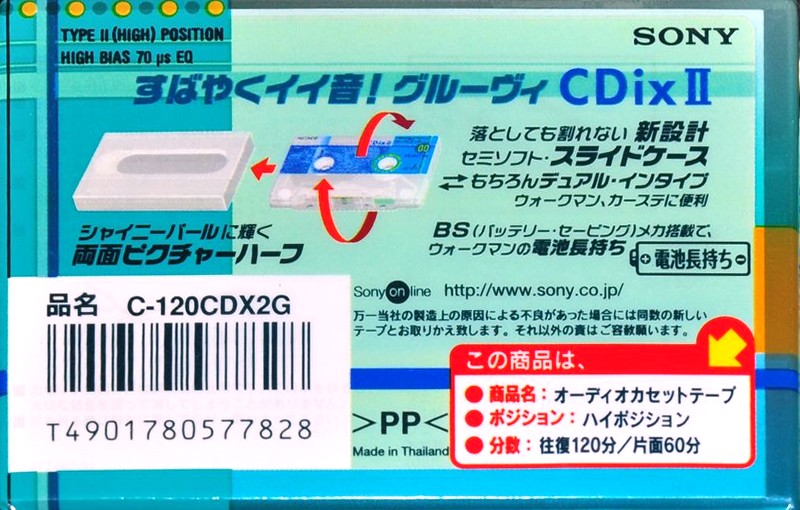 TYPE II (HIGH) POSITION
HIGH BIAS 70 µs EQ
SONY
すばやくイイ音!グルーヴィ CDixⅡ
落としても割れない 新設計
セミソフト・スライドケース
⇄もちろんデュアル・インタイプ
ウォークマン、カーステに便利
シャイニーパールに輝く
両面ピクチャーハーフ
BS(バッテリー・セービング)メカ搭載で、
ウォークマンの電池長持ち
+電池長持ち−
Sony on line http://www.sony.co.jp/
万一当社の製造上の原因による不良があった場合には同数の新しい
テープとお取りかえ致します。それ以外の責はご容赦願います。
品名 C-120CDX2G
T4901780577828
>PP<
Made in Thailand
この商品は、
●商品名:オーディオカセットテープ
●ポジション:ハイポジション
●分数:往復120分/片面60分